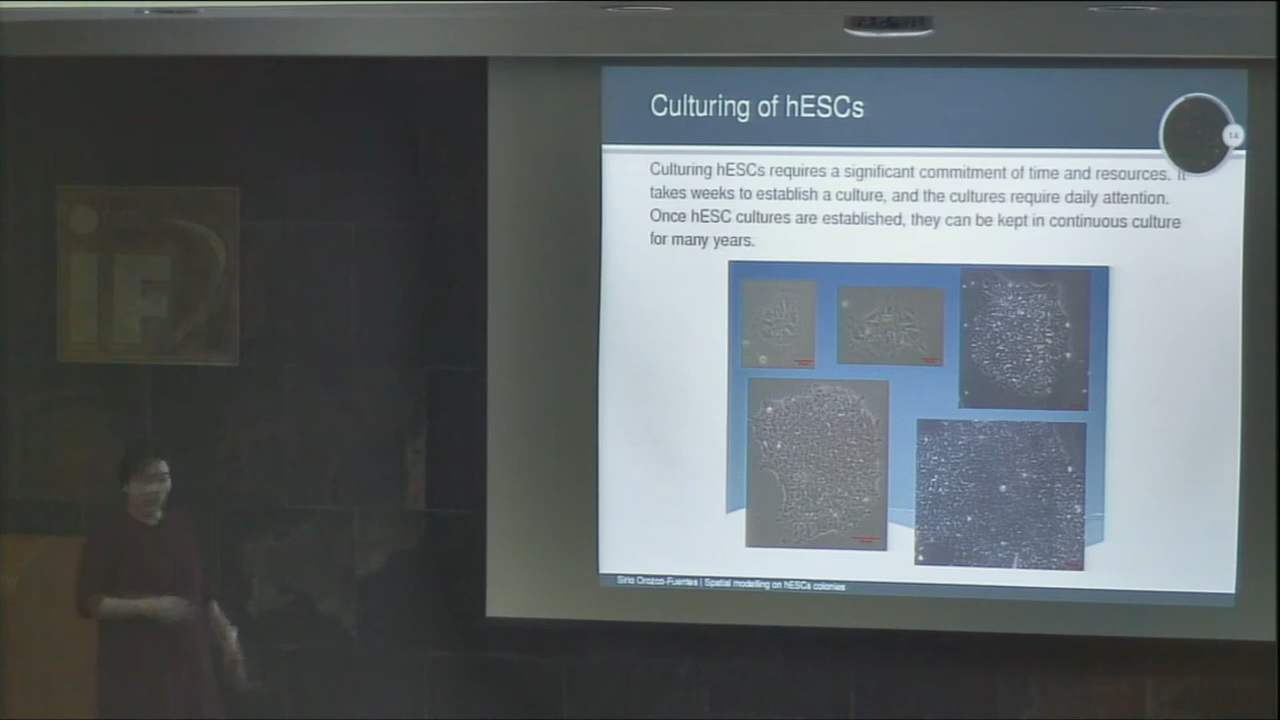 Culturing of hESCs
14
Culturing hESCs requires a significant commitment of time and resources. It
takes weeks to establish a culture, and the cultures require daily attention.
Once hESC cultures are established, they can be kept in continuous culture
for many years.
Sirio Orozco-Fuentes | Spatial modelling on hESCs colonies